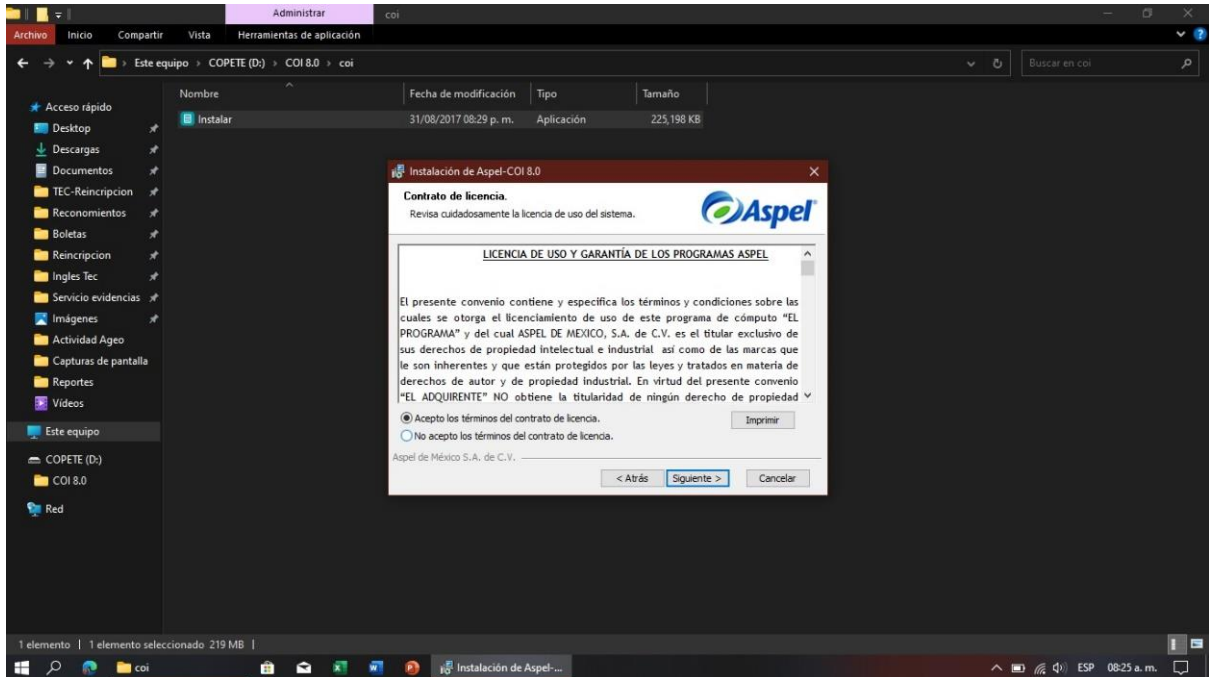 Administrar
coi
Archivo
Inicio
Compartir
Vista
Herramientas de aplicación
Este equipo > COPETE (D:) > COI 8.0 > coi
Buscar en coi
Nombre
Fecha de modificación
Tipo
Tamaño
Instalar
31/08/2017 08:29 p. m.
Aplicación
225,198 KB
Acceso rápido
Desktop
Descargas
Documentos
TEC-Reincripcion
Reconomientos
Boletas
Reincripcion
Ingles Tec
Servicio evidencias
Imágenes
Actividad Ageo
Capturas de pantalla
Reportes
Vídeos
Este equipo
COPETE (D:)
COI 8.0
Red
Instalación de Aspel-COI 8.0
Contrato de licencia.
Revisa cuidadosamente la licencia de uso del sistema.
Aspel
LICENCIA DE USO Y GARANTÍA DE LOS PROGRAMAS ASPEL
El presente convenio contiene y especifica los términos y condiciones sobre las
cuales se otorga el licenciamiento de uso de este programa de cómputo “EL
PROGRAMA” y del cual ASPEL DE MEXICO, S.A. de C.V. es el titular exclusivo de
sus derechos de propiedad intelectual e industrial así como de las marcas que
le son inherentes y que están protegidos por las leyes y tratados en materia de
derechos de autor y de propiedad industrial. En virtud del presente convenio
“EL ADQUIRENTE” NO obtiene la titularidad de ningún derecho de propiedad
Acepto los términos del contrato de licencia.
Imprimir
No acepto los términos del contrato de licencia.
Aspel de México S.A. de C.V.
< Atrás
Siguiente >
Cancelar
1 elemento
1 elemento seleccionado 219 MB
coi
Instalación de Aspel-...
ESP
08:25 a. m.